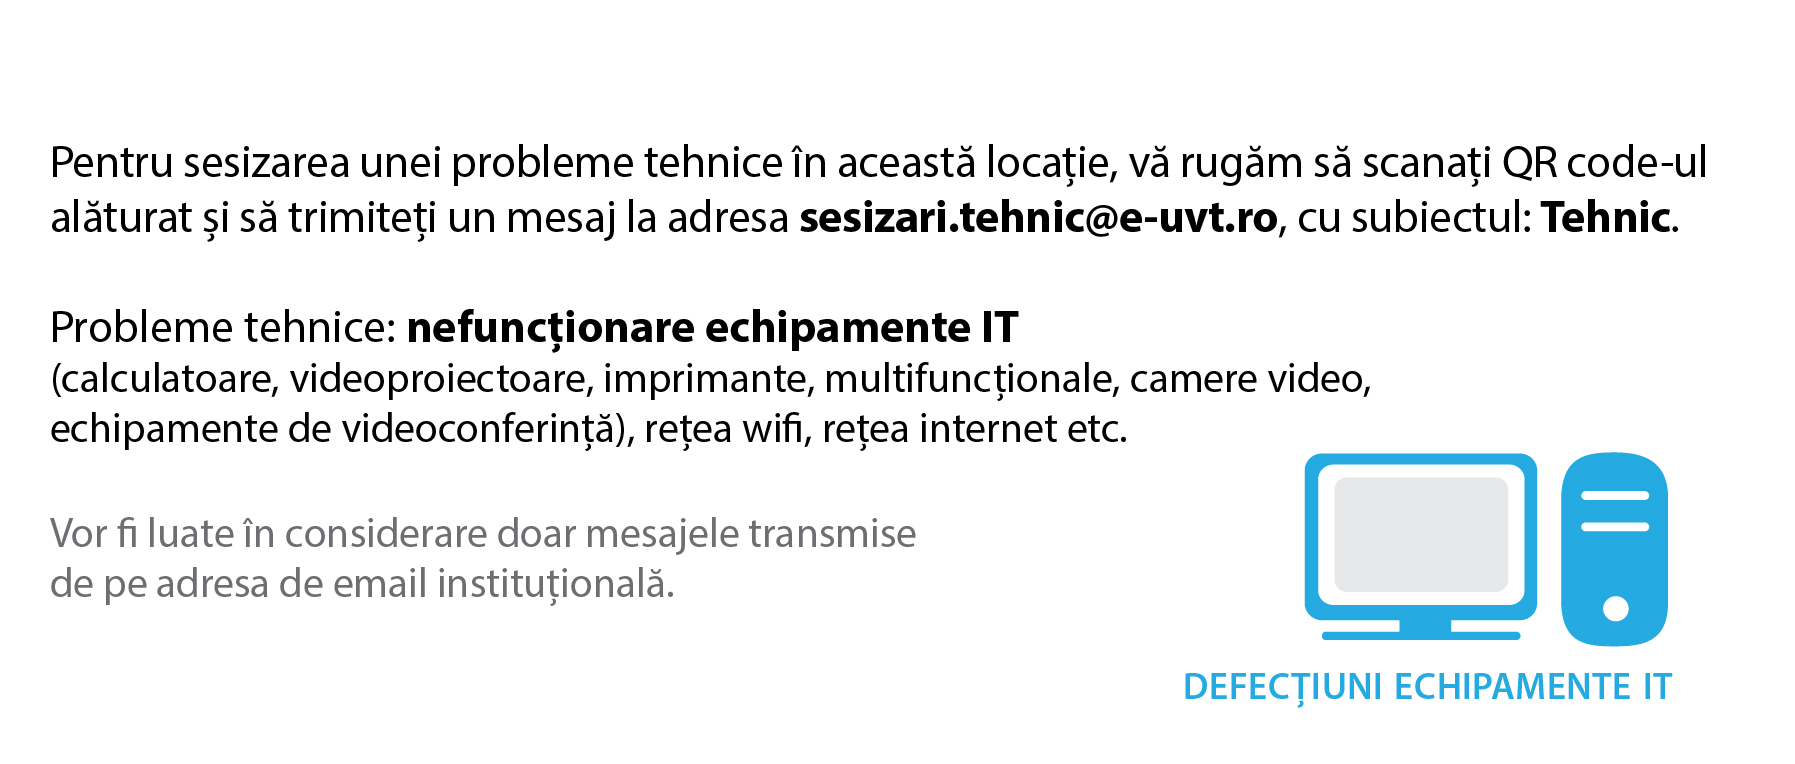 Pentru sesizarea unei probleme tehnice în această locație, vă rugăm să scanați QR code-ul
alăturat și să trimiteți un mesaj la adresa sesizari.tehnic@e-uvt.ro, cu subiectul: Tehnic.
Probleme tehnice: nefuncționare echipamente IT
(calculatoare, videoproiectoare, imprimante, multifuncționale, camere video,
echipamente de videoconferință), rețea wifi, rețea internet etc.
Vor fi luate în considerare doar mesajele transmise
de pe adresa de email instituțională.
DEFECȚIUNI ECHIPAMENTE IT